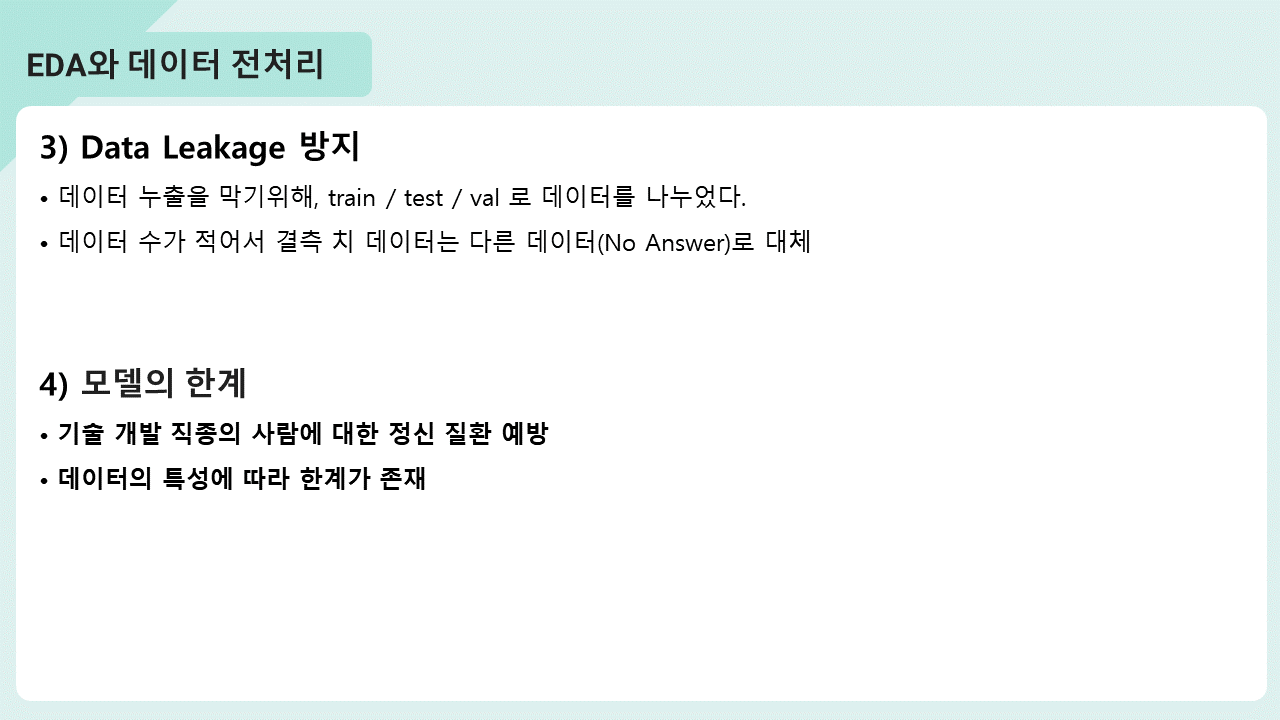 EDA와 데이터 전처리
3) Data Leakage 방지
• 데이터 누출을 막기위해, train / test / val 로 데이터를 나누었다.
• 데이터 수가 적어서 결측 치 데이터는 다른 데이터(No Answer)로 대체
4) 모델의 한계
• 기술 개발 직종의 사람에 대한 정신 질환 예방
• 데이터의 특성에 따라 한계가 존재